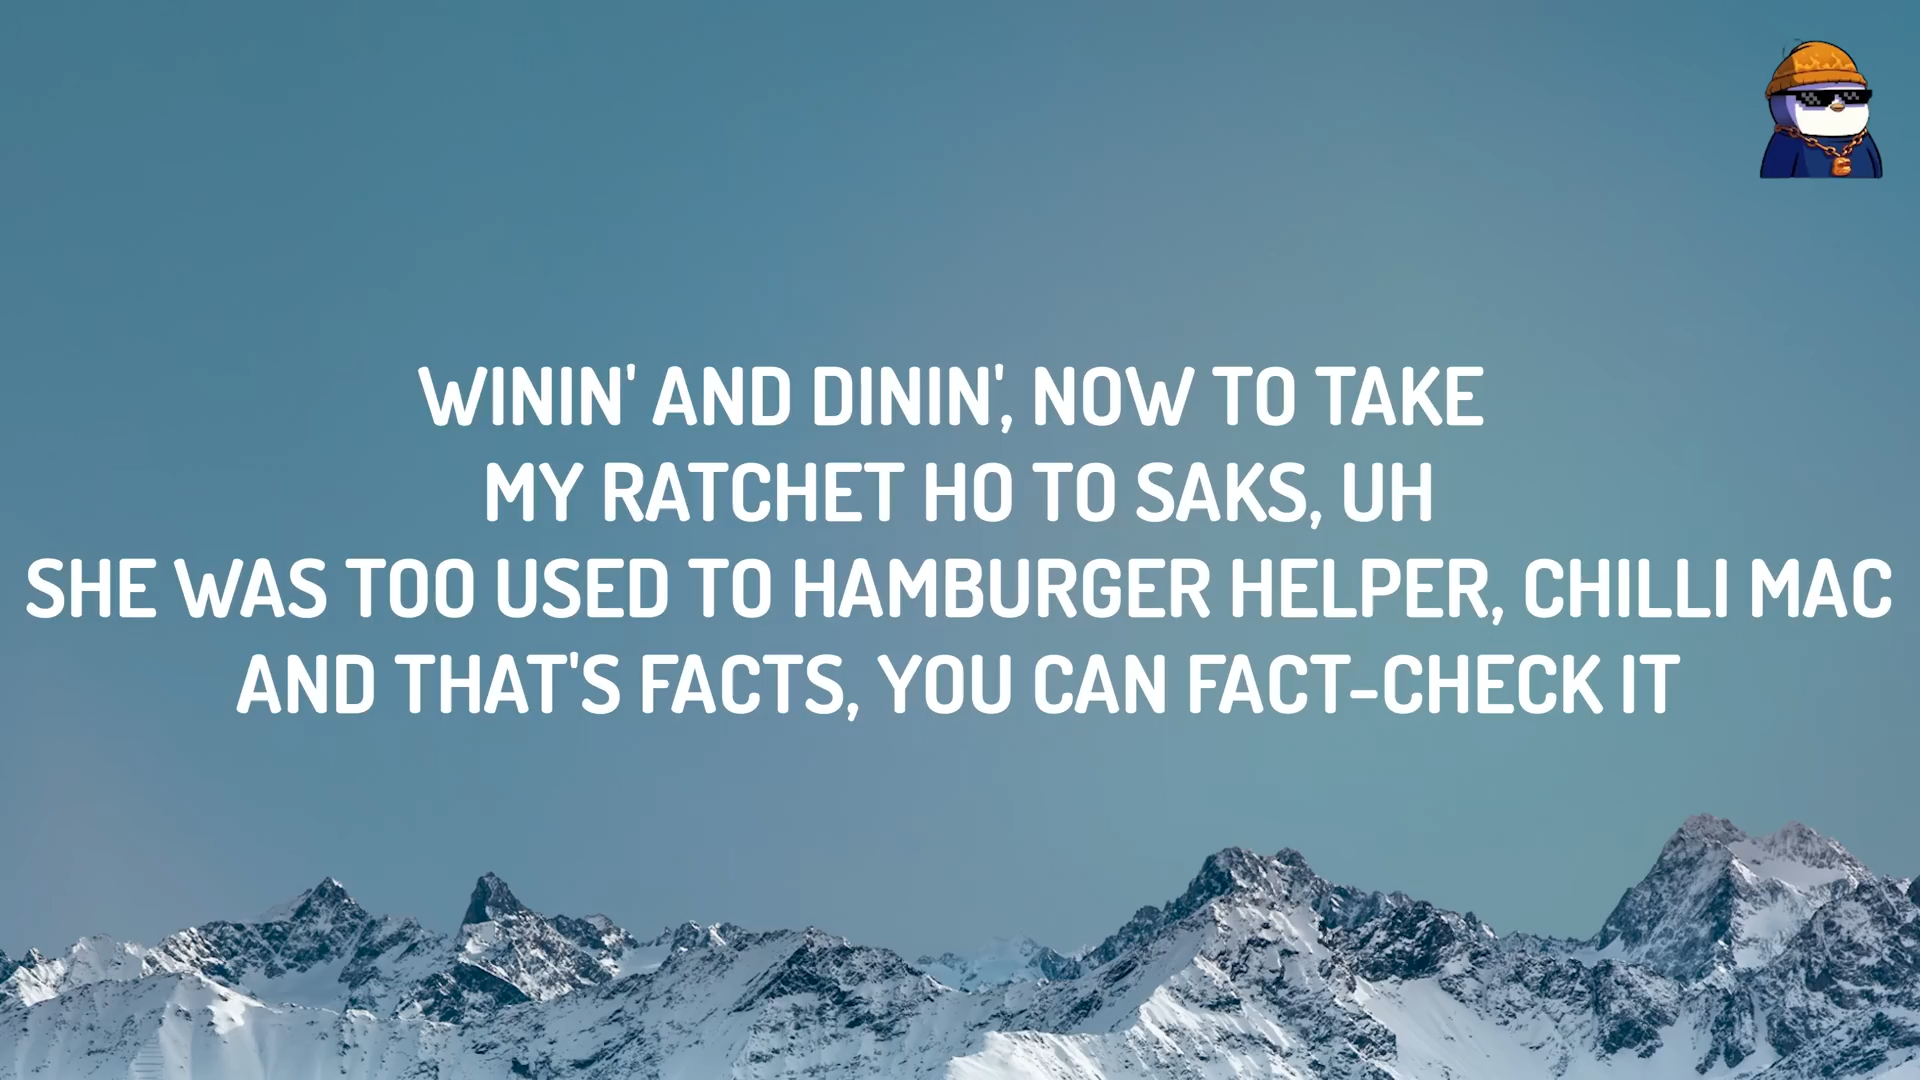 WININ' AND DININ', NOW TO TAKE
MY RATCHET HO TO SAKS, UH
SHE WAS TOO USED TO HAMBURGER HELPER, CHILLI MAC
AND THAT'S FACTS, YOU CAN FACT-CHECK IT